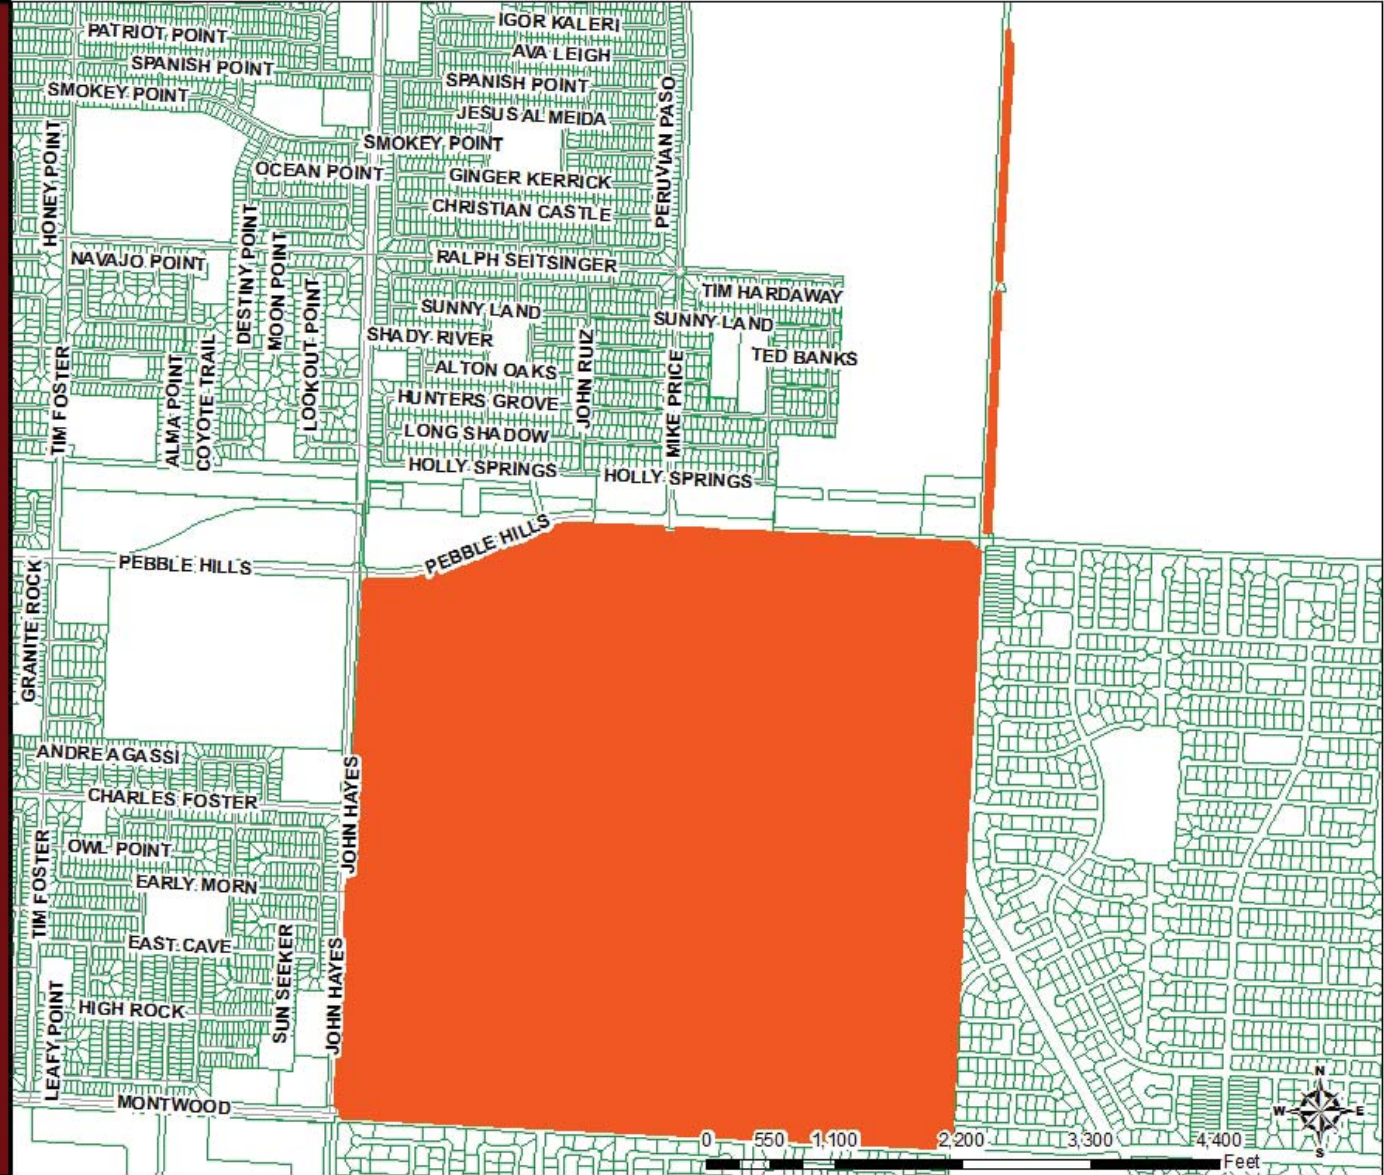 IGOR KALERI
PATRIOT POINT
AVA LEIGH
SPANISH POINT
SPANISH POINT
SMOKEY POINT
JESUS ALMEIDA
PERUVIAN PASO
SMOKEY POINT
HONEY POINT
OCEAN POINT
GINGER KERRICK
CHRISTIAN CASTLE
DESTINY POINT
MOON POINT
NAVAJO POINT
RALPH SEITSINGER
TIM HARDAWAY
LOOKOUT POINT
SUNNY LAND
SUNNY LAND
SHADY RIVER
JOHN RUIZ
TED BANKS
TIM FOSTER
ALMA POINT
COYOTE TRAIL
ALTON OAKS
MIKE PRICE
HUNTERS GROVE
LONG SHADOW
HOLLY SPRINGS
HOLLY SPRINGS
PEBBLE HILLS
PEBBLE HILLS
GRANITE ROCK
ANDRE AGASSI
CHARLES FOSTER
JOHN HAYES
TIM FOSTER
OWL POINT
EARLY MORN
EAST CAVE
SUN SEEKER
JOHN HAYES
HIGH ROCK
LEAFY POINT
MONTWOOD
N
W E
S
0 550 1,100 2,200 3,300 4,400
Feet